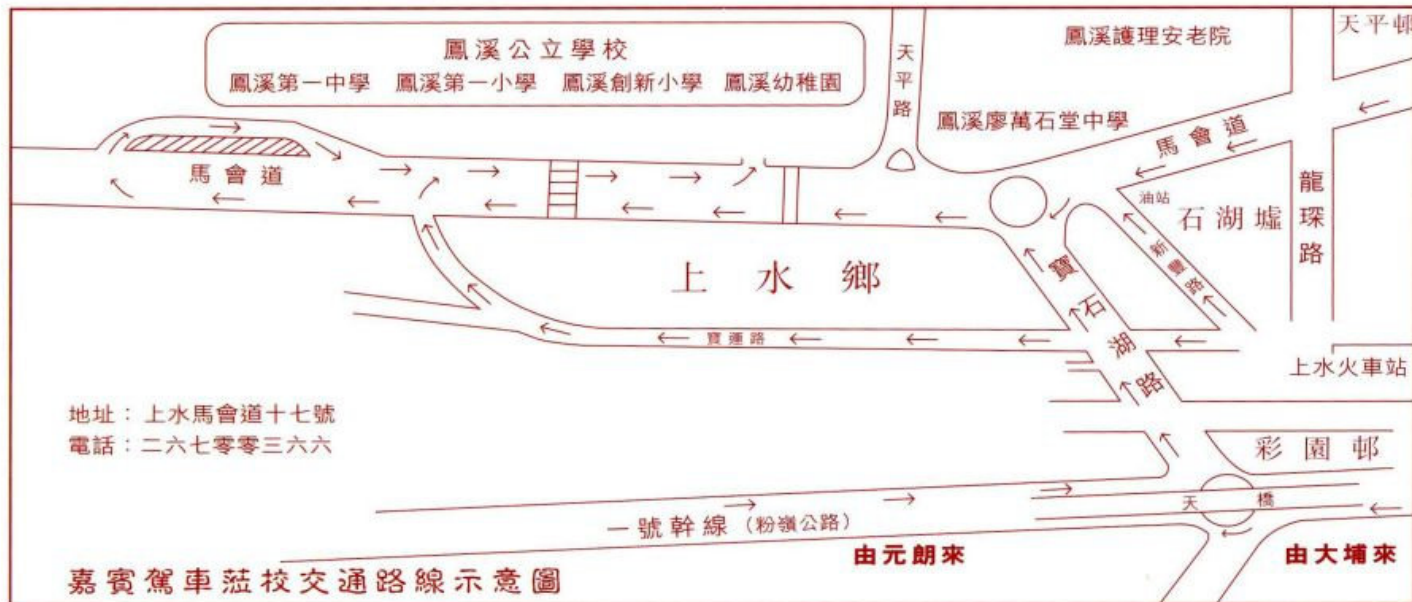 鳳溪公立學校
鳳溪第一中學 鳳溪第一小學 鳳溪創新小學 鳳溪幼稚園
天平路
鳳溪護理安老院
天平邨
鳳溪廖萬石堂中學
馬會道
馬會道
油站
石湖墟
龍琛路
新豐路
上水鄉
寶石湖路
寶運路
上水火車站
地址：上水馬會道十七號
電話：二六七零零三六六
彩園邨
天橋
一號幹線（粉嶺公路）
由元朗來
由大埔來
嘉賓駕車蒞校交通路線示意圖